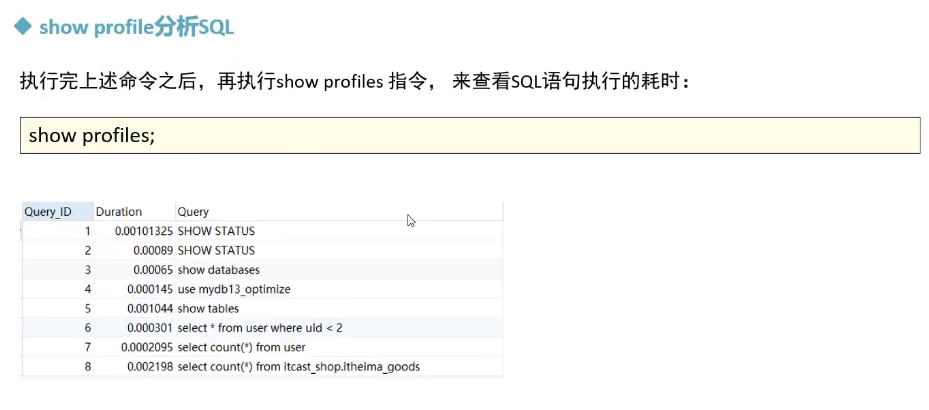 show profile分析SQL
执行完上述命令之后，再执行show profiles 指令， 来查看SQL语句执行的耗时：
show profiles;
Query_ID Duration Query
1 0.00101325 SHOW STATUS
2 0.00089 SHOW STATUS
3 0.00065 show databases
4 0.000145 use mydb13_optimize
5 0.001044 show tables
6 0.000301 select * from user where uid < 2
7 0.0002095 select count(*) from user
8 0.002198 select count(*) from itcast_shop.itheima_goods